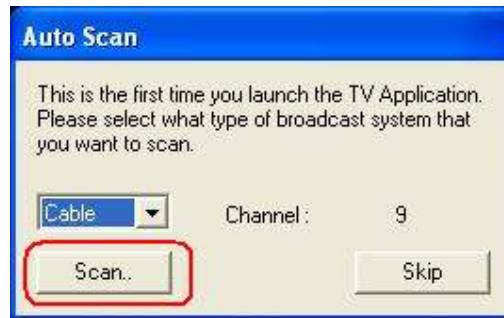 Auto Scan
This is the first time you launch the TV Application.
Please select what type of broadcast system that
you want to scan.
Cable Channel : 9
Scan.. Skip